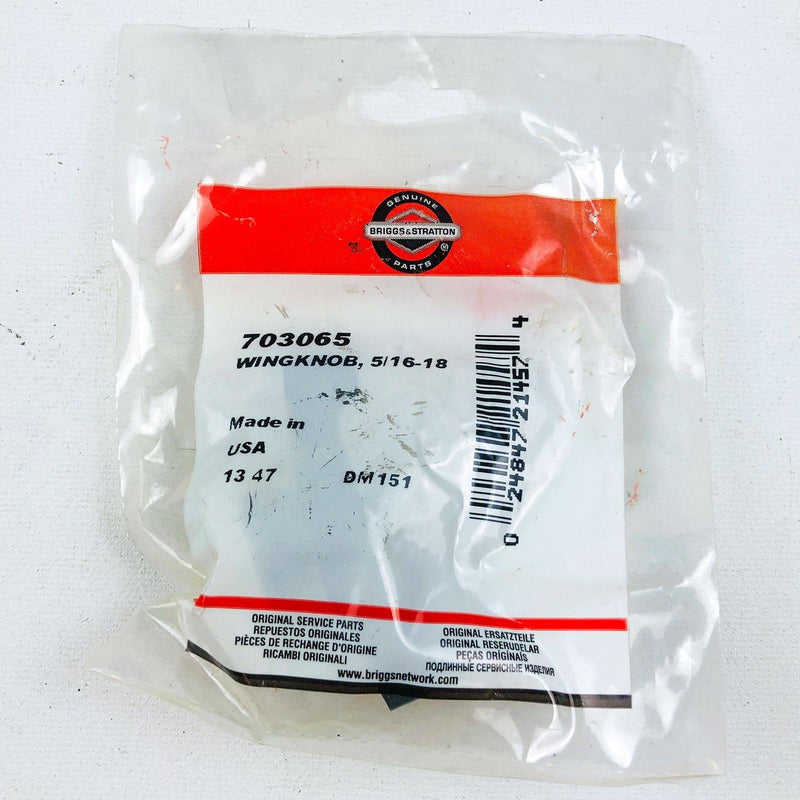 GENUINE
BRIGGS & STRATTON
®
PARTS
703065
WINGKNOB, 5/16-18
Made in
USA
13 47 DM151
0 24847 21457 4
ORIGINAL SERVICE PARTS
REPUESTOS ORIGINALES
PIÈCES DE RECHANGE D'ORIGINE
RICAMBI ORIGINALI
ORIGINAL ERSATZTEILE
ORIGINAL RESERUDELAR
PEÇAS ORIGINAIS
ПОДЛИННЫЕ СЕРВИСНЫЕ ИЗДЕЛИЯ
www.briggsnetwork.com